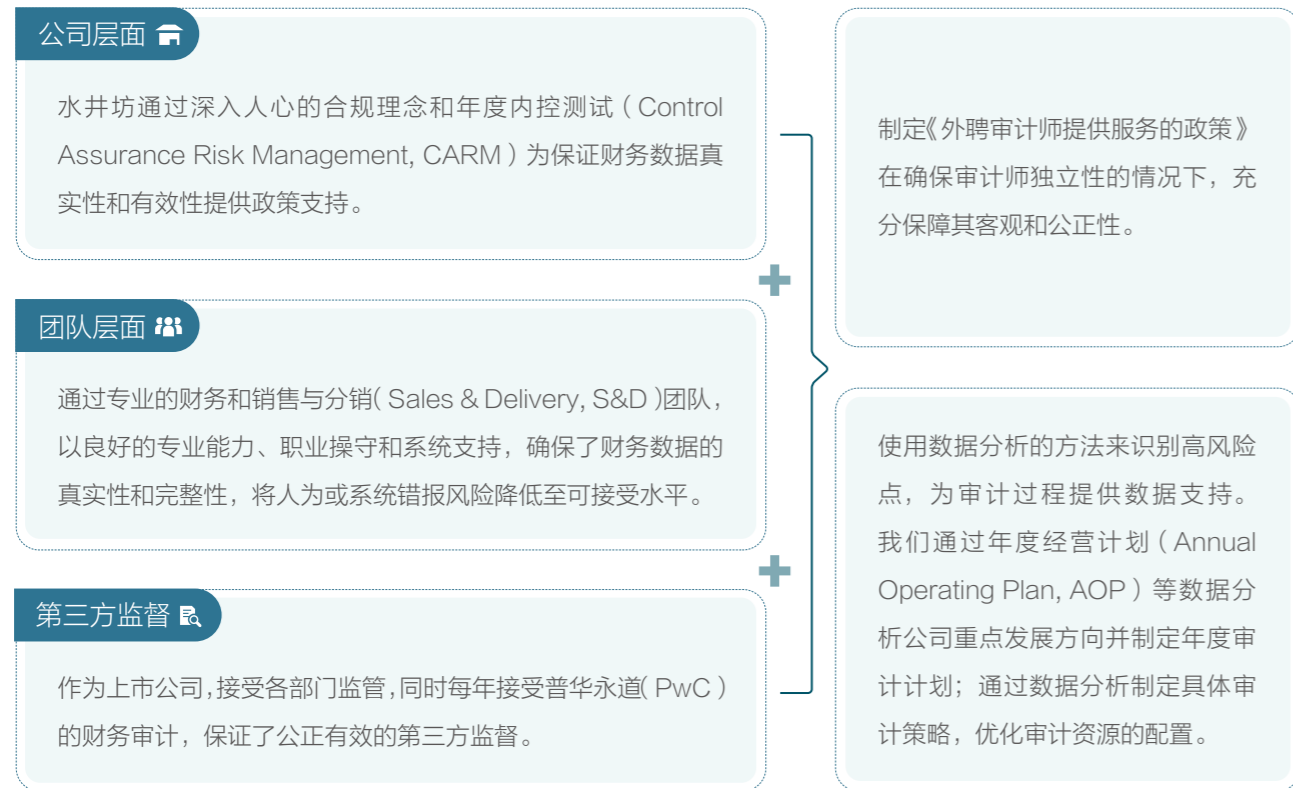 公司层面
水井坊通过深入人心的合规理念和年度内控测试（Control
Assurance Risk Management, CARM）为保证财务数据真
实性和有效性提供政策支持。
团队层面
通过专业的财务和销售与分销（Sales & Delivery, S&D）团队，
以良好的专业能力、职业操守和系统支持，确保了财务数据的
真实性和完整性，将人为或系统错报风险降低至可接受水平。
第三方监督
作为上市公司，接受各部门监管，同时每年接受普华永道（PwC）
的财务审计，保证了公正有效的第三方监督。
制定《外聘审计师提供服务的政策》
在确保审计师独立性的情况下，充
分保障其客观和公正性。
使用数据分析的方法来识别高风险
点，为审计过程提供数据支持。
我们通过年度经营计划（Annual
Operating Plan, AOP）等数据分
析公司重点发展方向并制定年度审
计计划；通过数据分析制定具体审
计策略，优化审计资源的配置。